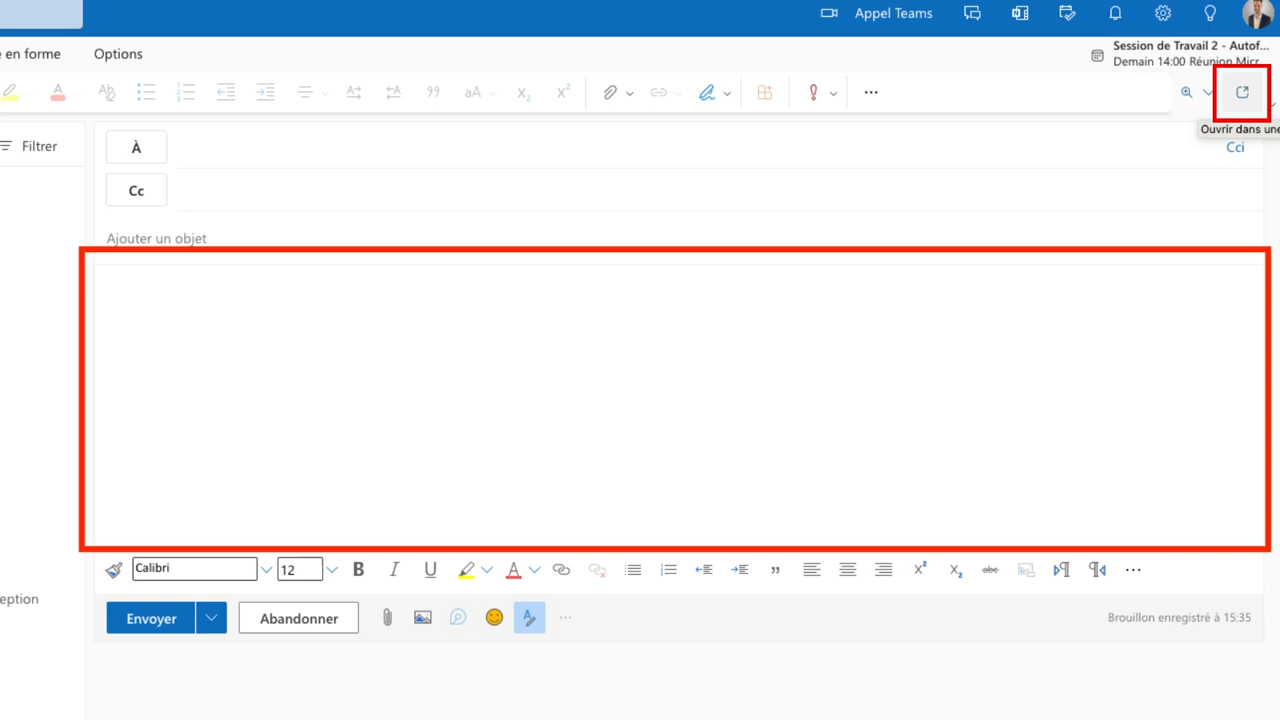 Appel Teams
e en forme
Options
Session de Travail 2 - Autof...
Demain 14:00 Réunion Micr
Ouvrir dans une
Filtrer
À
Cci
Cc
Ajouter un objet
Calibri
12
eption
Envoyer
Abandonner
Brouillon enregistré à 15:35